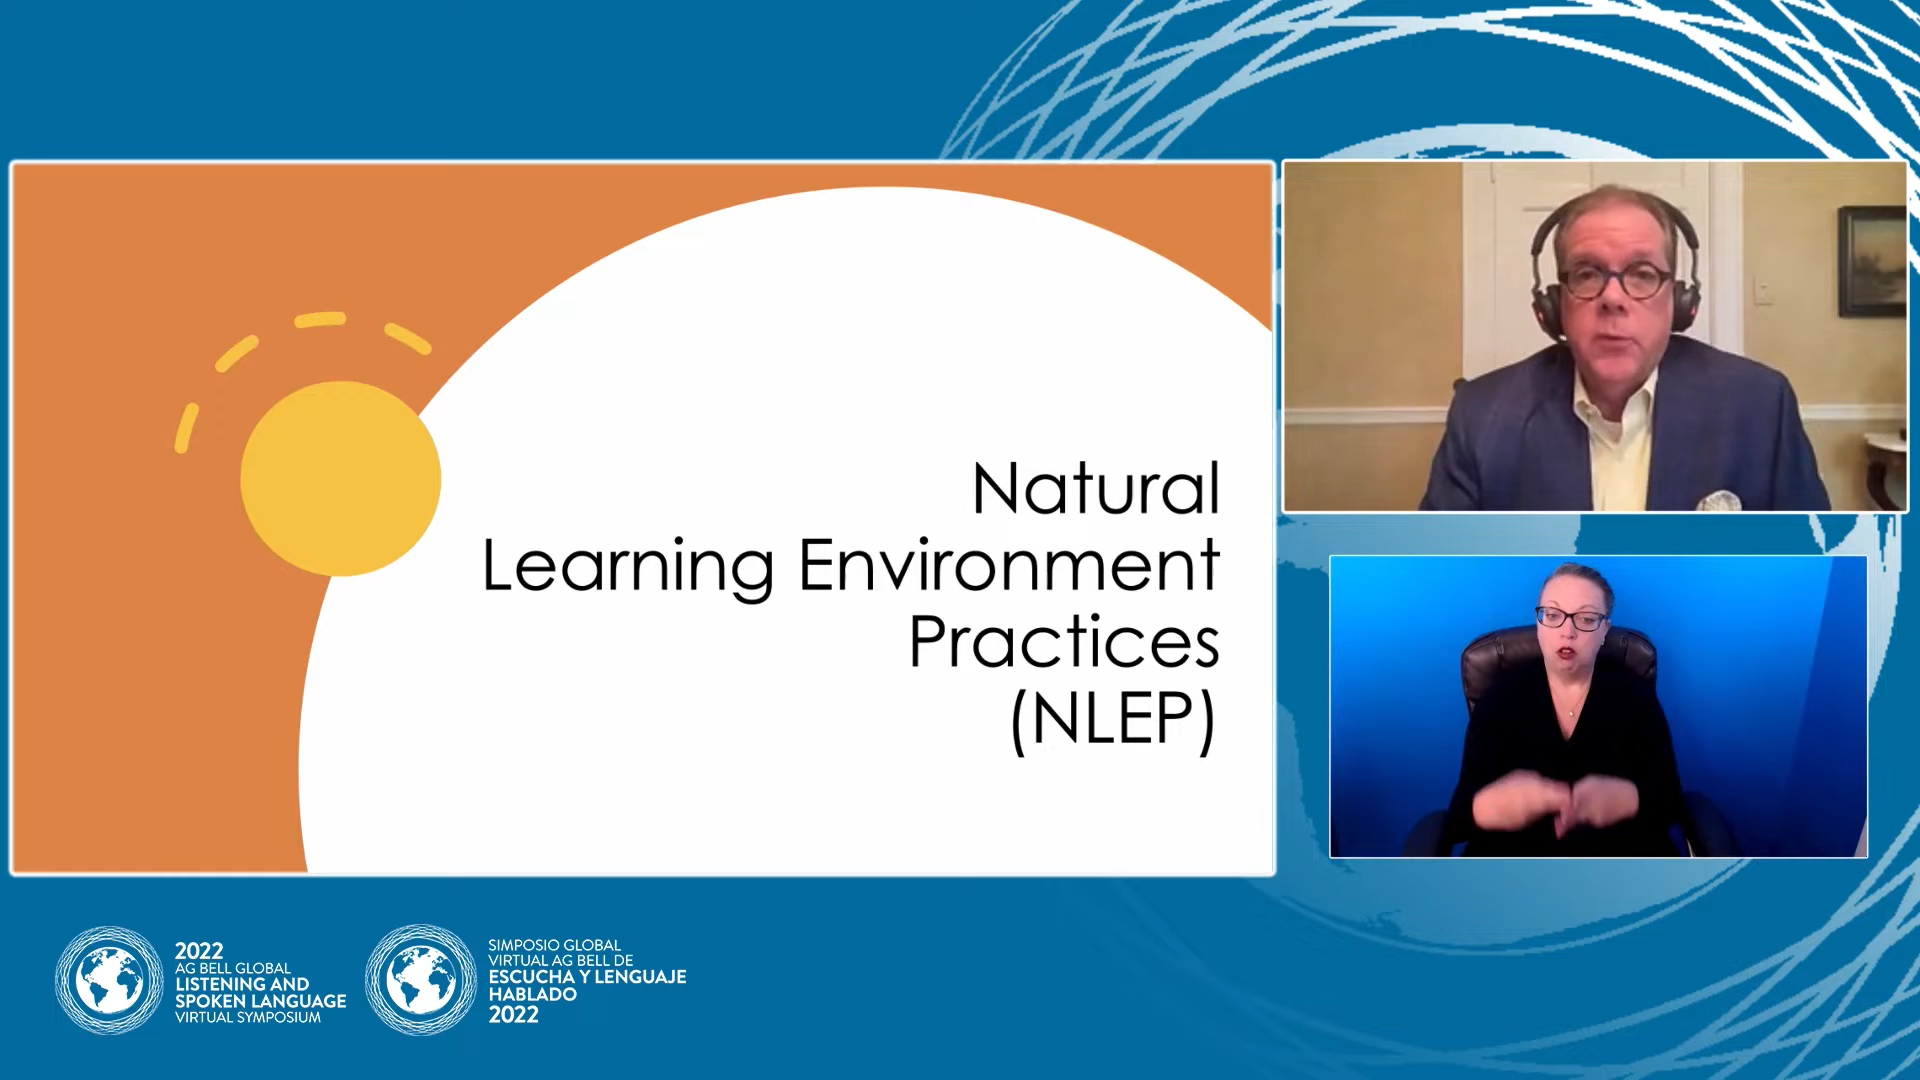 Natural
Learning Environment
Practices
(NLEP)
2022
AG BELL GLOBAL
LISTENING AND
SPOKEN LANGUAGE
VIRTUAL SYMPOSIUM
SIMPOSIO GLOBAL
VIRTUAL AG BELL DE
ESCUCHA Y LENGUAJE
HABLADO
2022